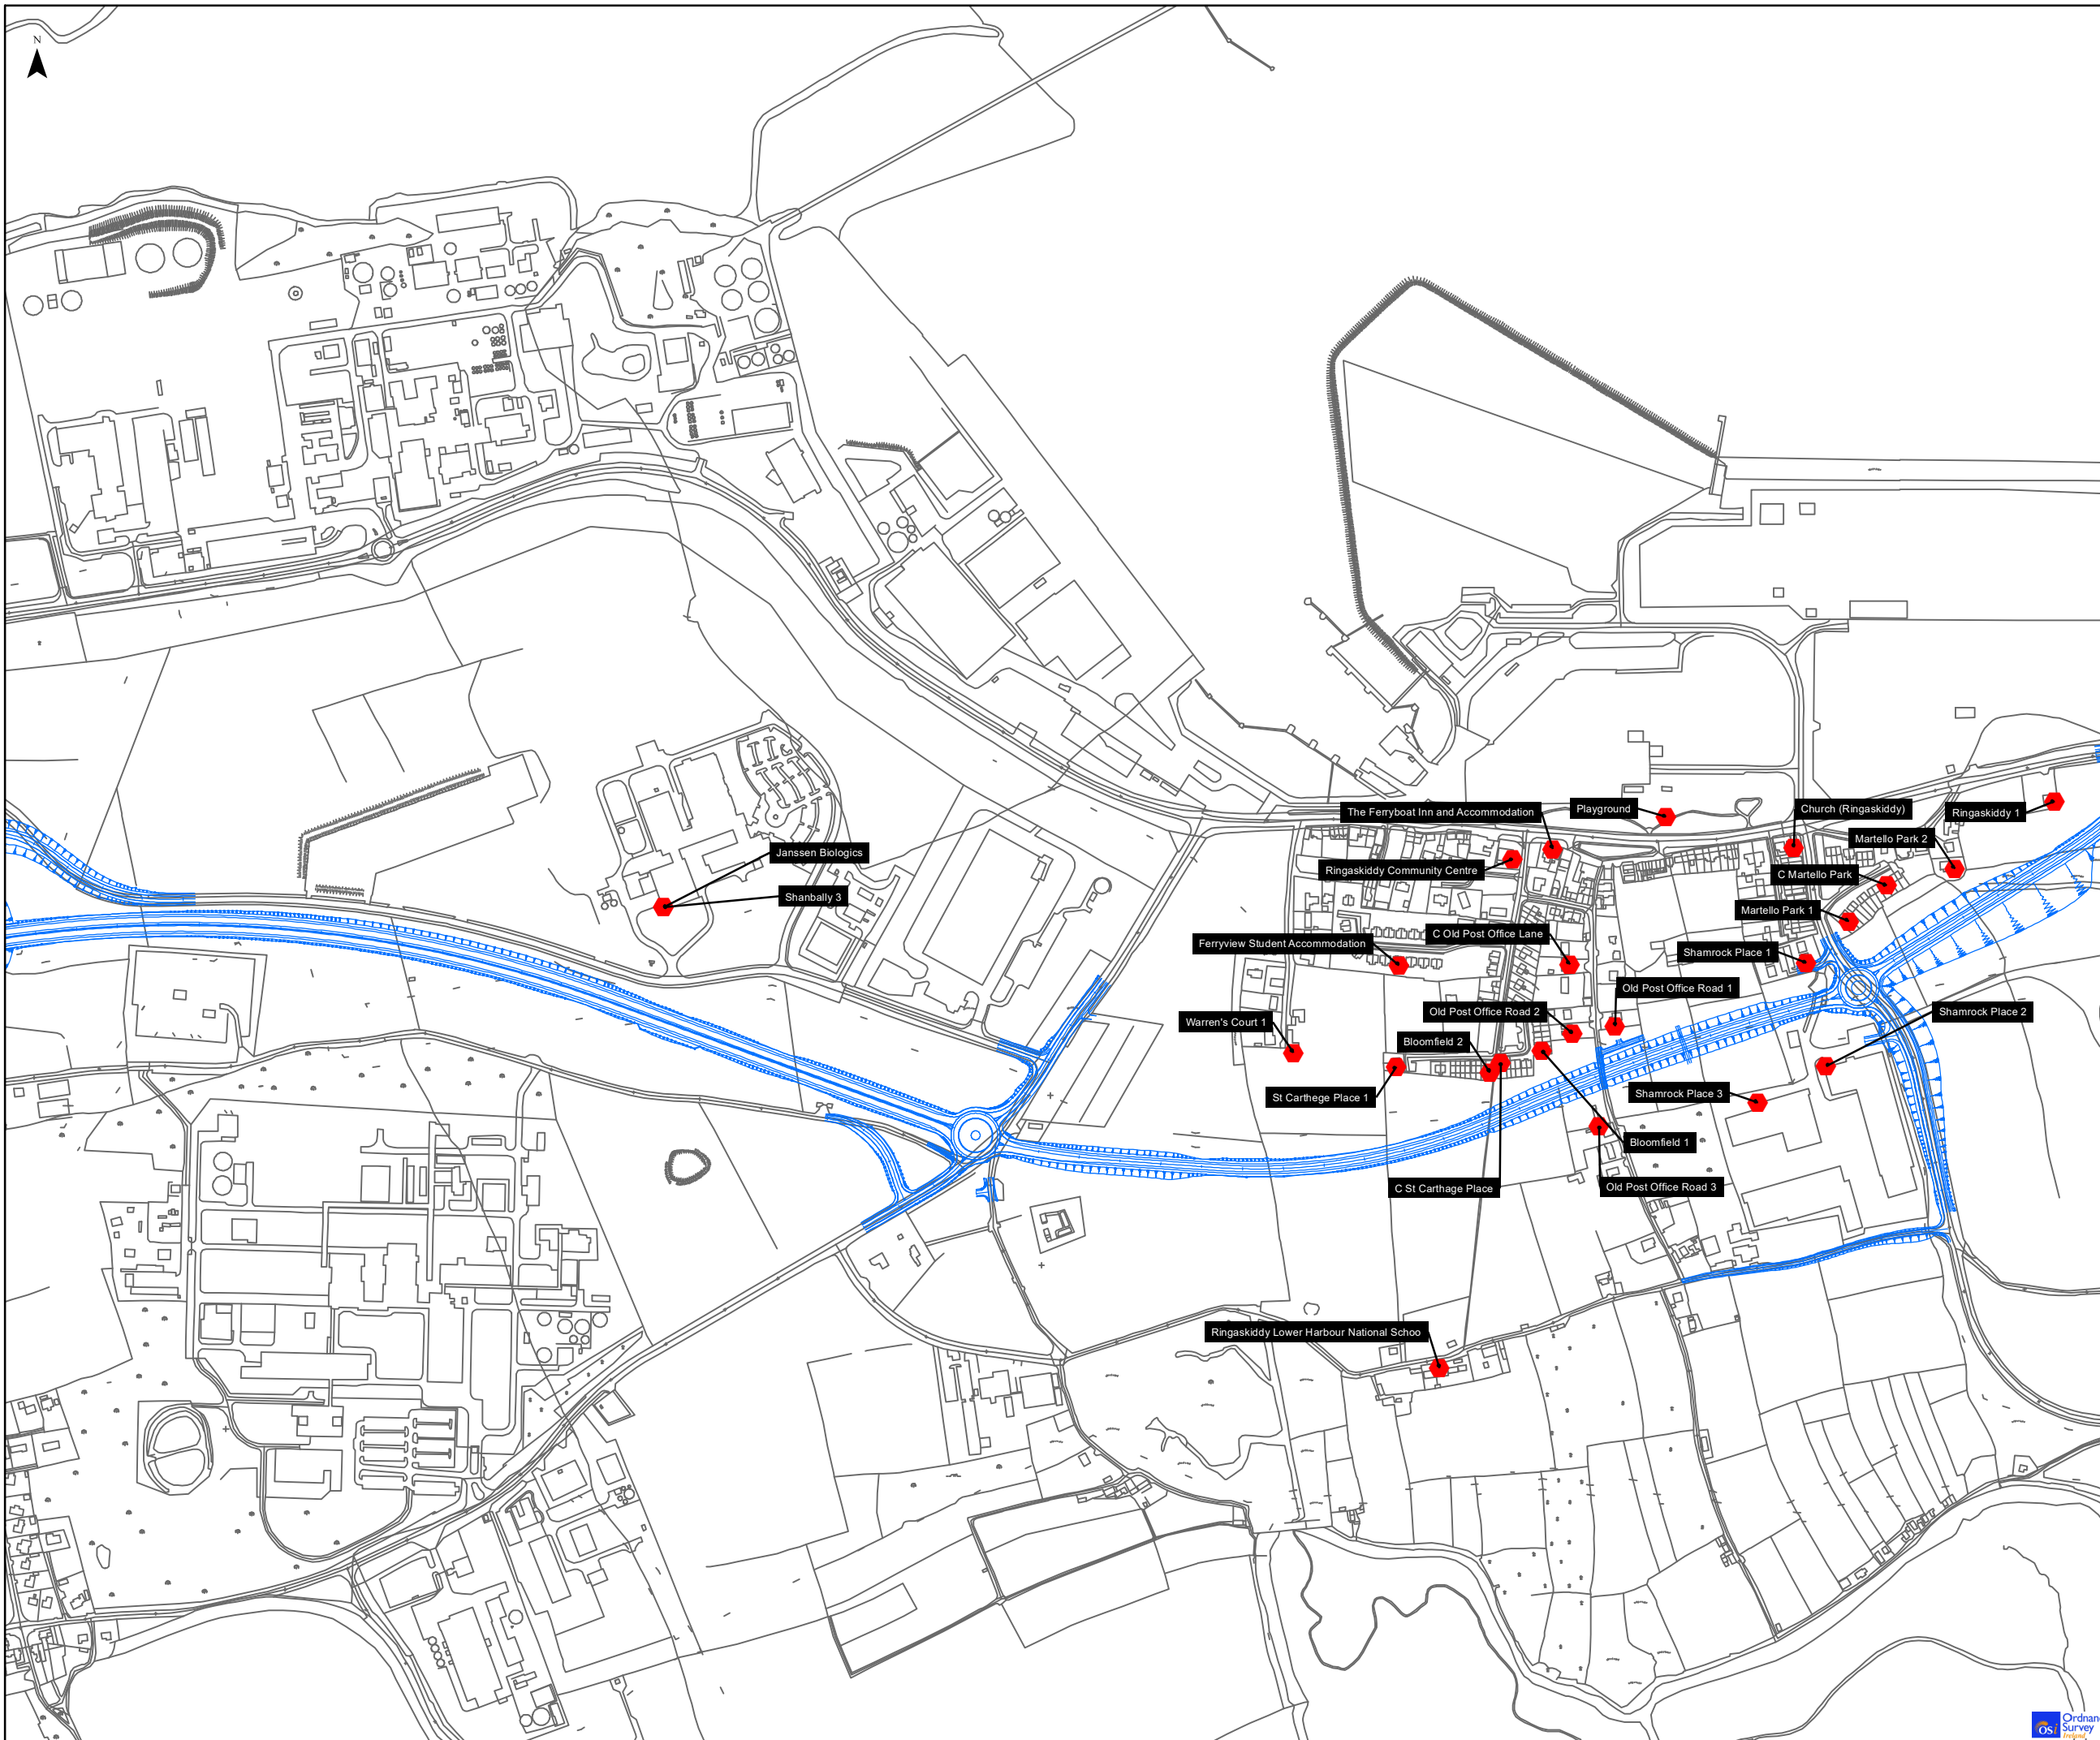 N
The Ferryboat Inn and Accommodation
Playground
Church (Ringaskiddy)
Ringaskiddy 1
Martello Park 2
Janssen Biologics
Ringaskiddy Community Centre
C Martello Park
Shanbally 3
Martello Park 1
C Old Post Office Lane
Ferryview Student Accommodation
Shamrock Place 1
Old Post Office Road 1
Old Post Office Road 2
Shamrock Place 2
Warren's Court 1
Bloomfield 2
Shamrock Place 3
St Carthege Place 1
Bloomfield 1
C St Carthage Place
Old Post Office Road 3
Ringaskiddy Lower Harbour National Schoo
osi
Ordnan
Survey
Ireland